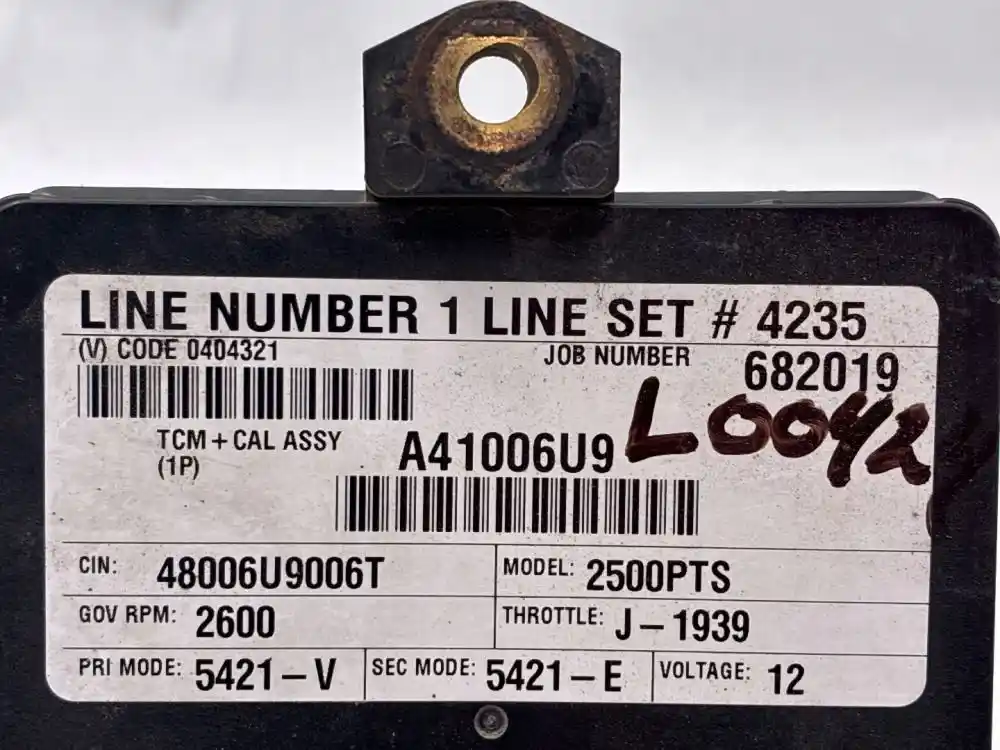 LINE NUMBER 1 LINE SET # 4235
(V) CODE 0404321
JOB NUMBER 682019
L0042
TCM + CAL ASSY A41006U9
(1P)
CIN: 48006U9006T MODEL: 2500PTS
GOV RPM: 2600 THROTTLE: J-1939
PRI MODE: 5421-V SEC MODE: 5421-E VOLTAGE: 12